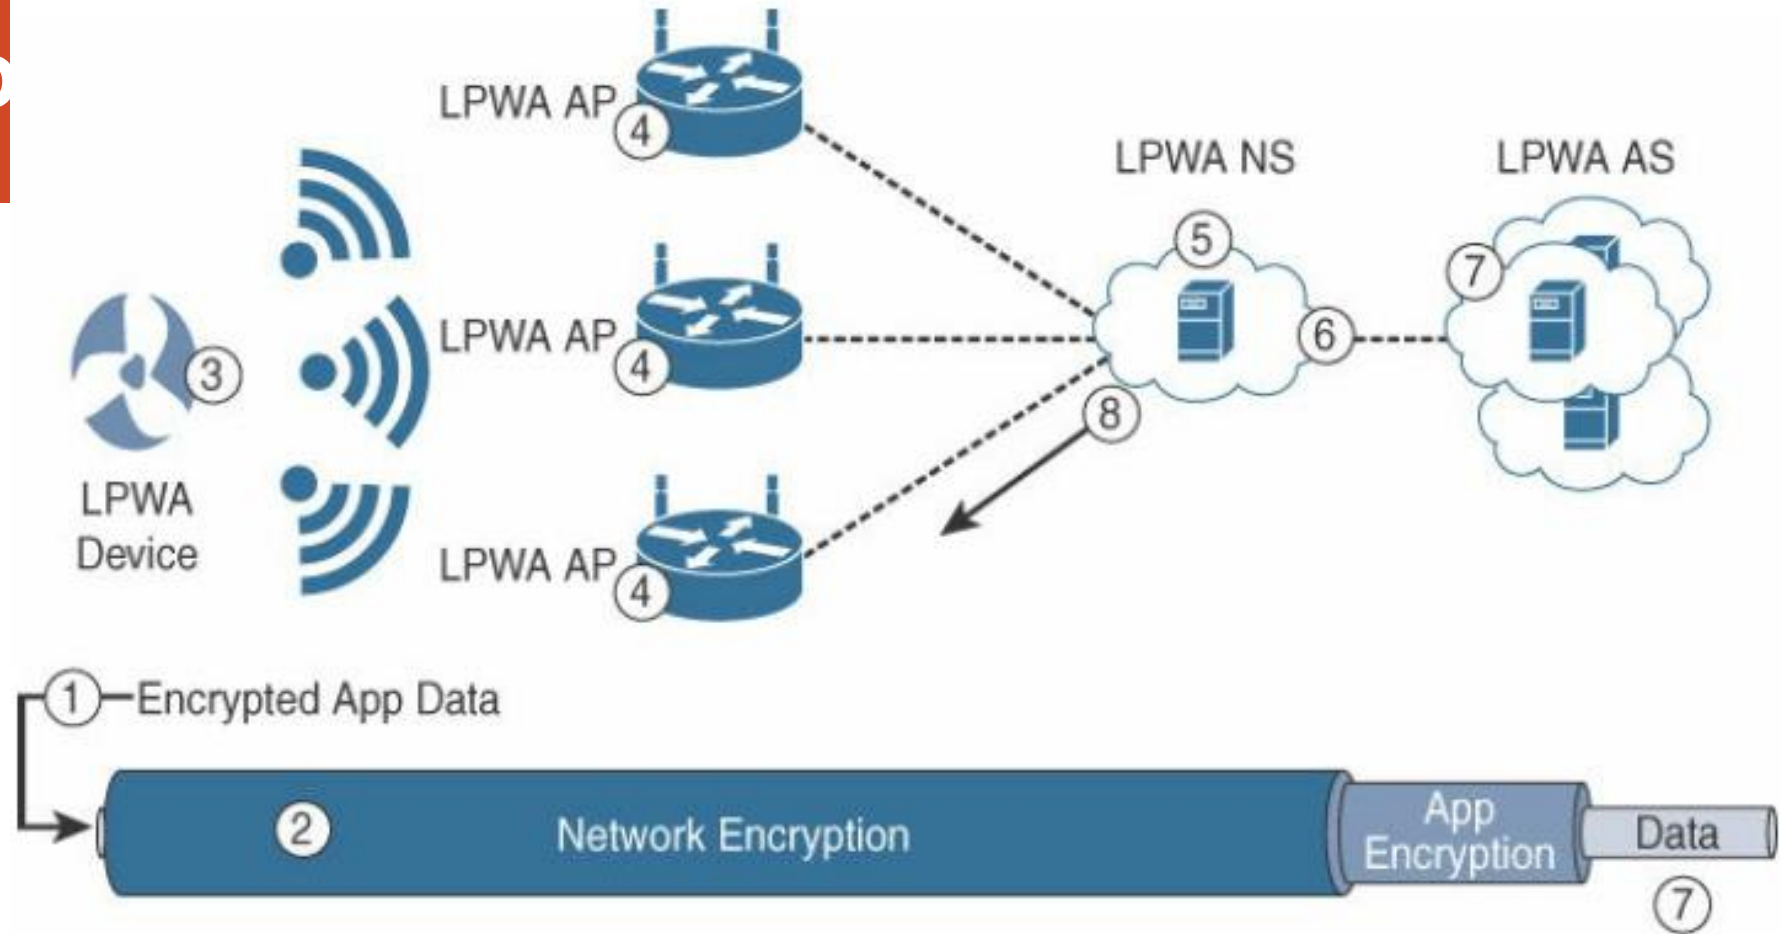 LPWA AP
4
LPWA NS
LPWA AS
5
7
LPWA AP
4
6
3
8
LPWA
Device
LPWA AP
4
1
Encrypted App Data
2
Network Encryption
App
Encryption
Data
7